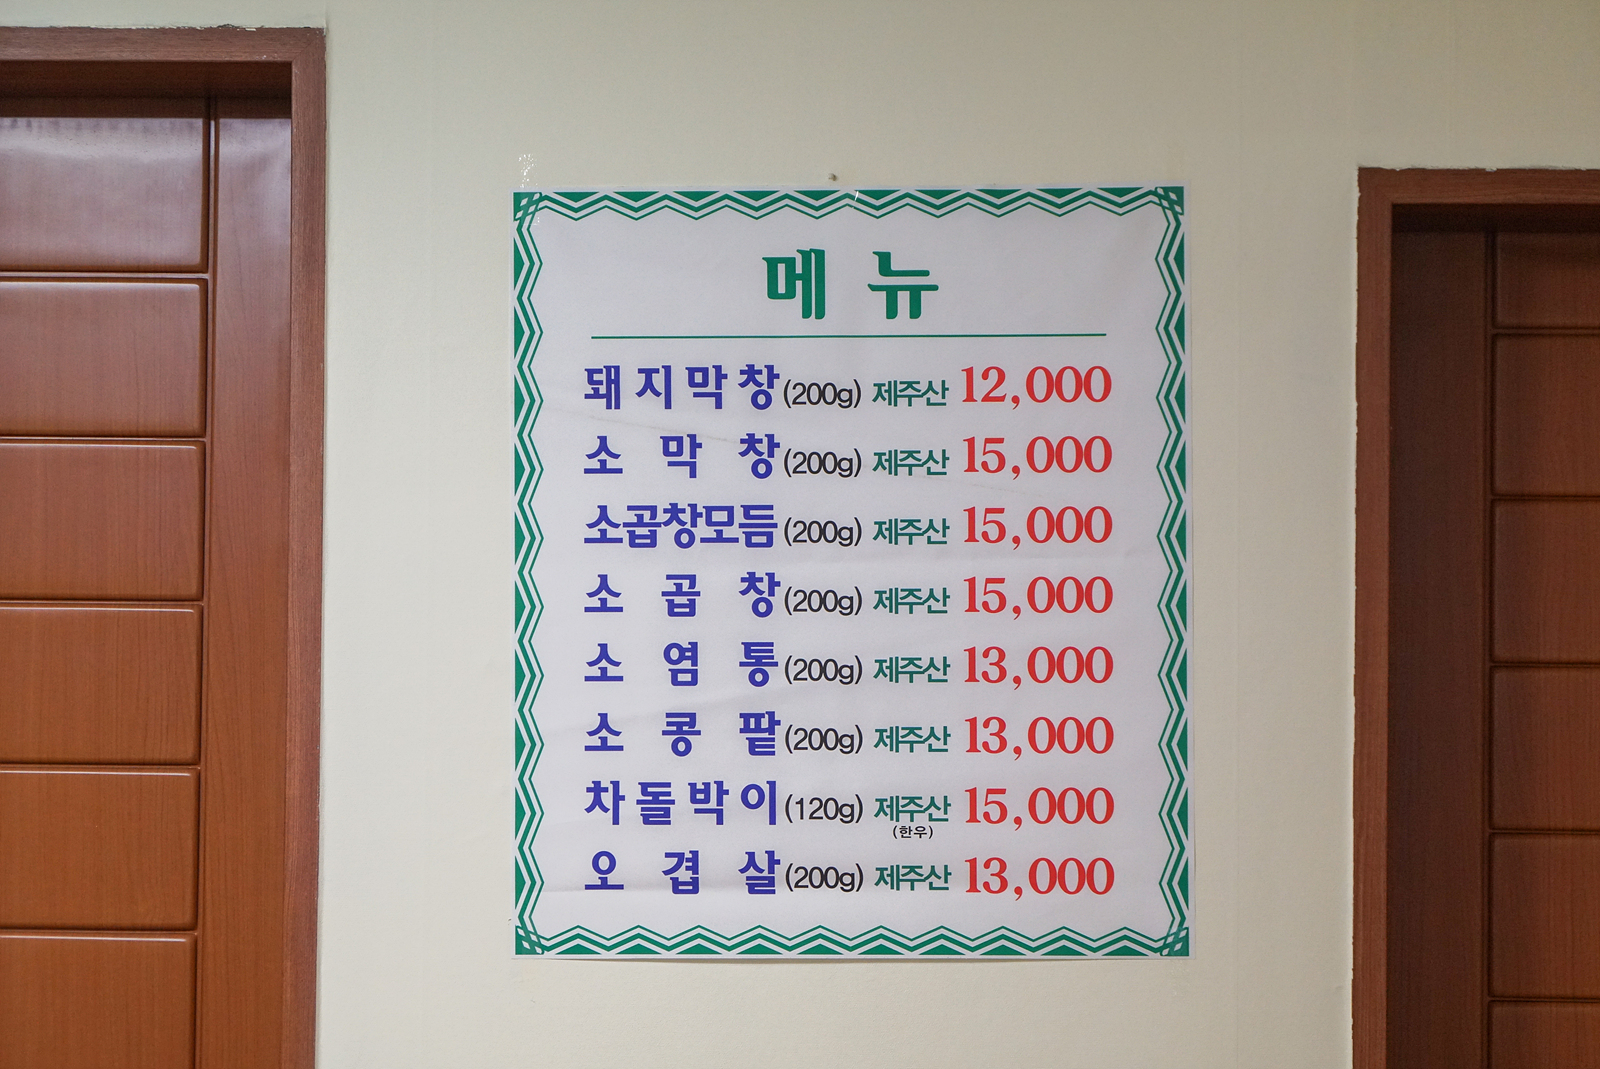 메뉴
돼지막창(200g) 제주산 12,000
소막창(200g) 제주산 15,000
소곱창모듬(200g) 제주산 15,000
소곱창(200g) 제주산 15,000
소염통(200g) 제주산 13,000
소콩팥(200g) 제주산 13,000
차돌박이(120g) 제주산 15,000
(한우)
오겹살(200g) 제주산 13,000